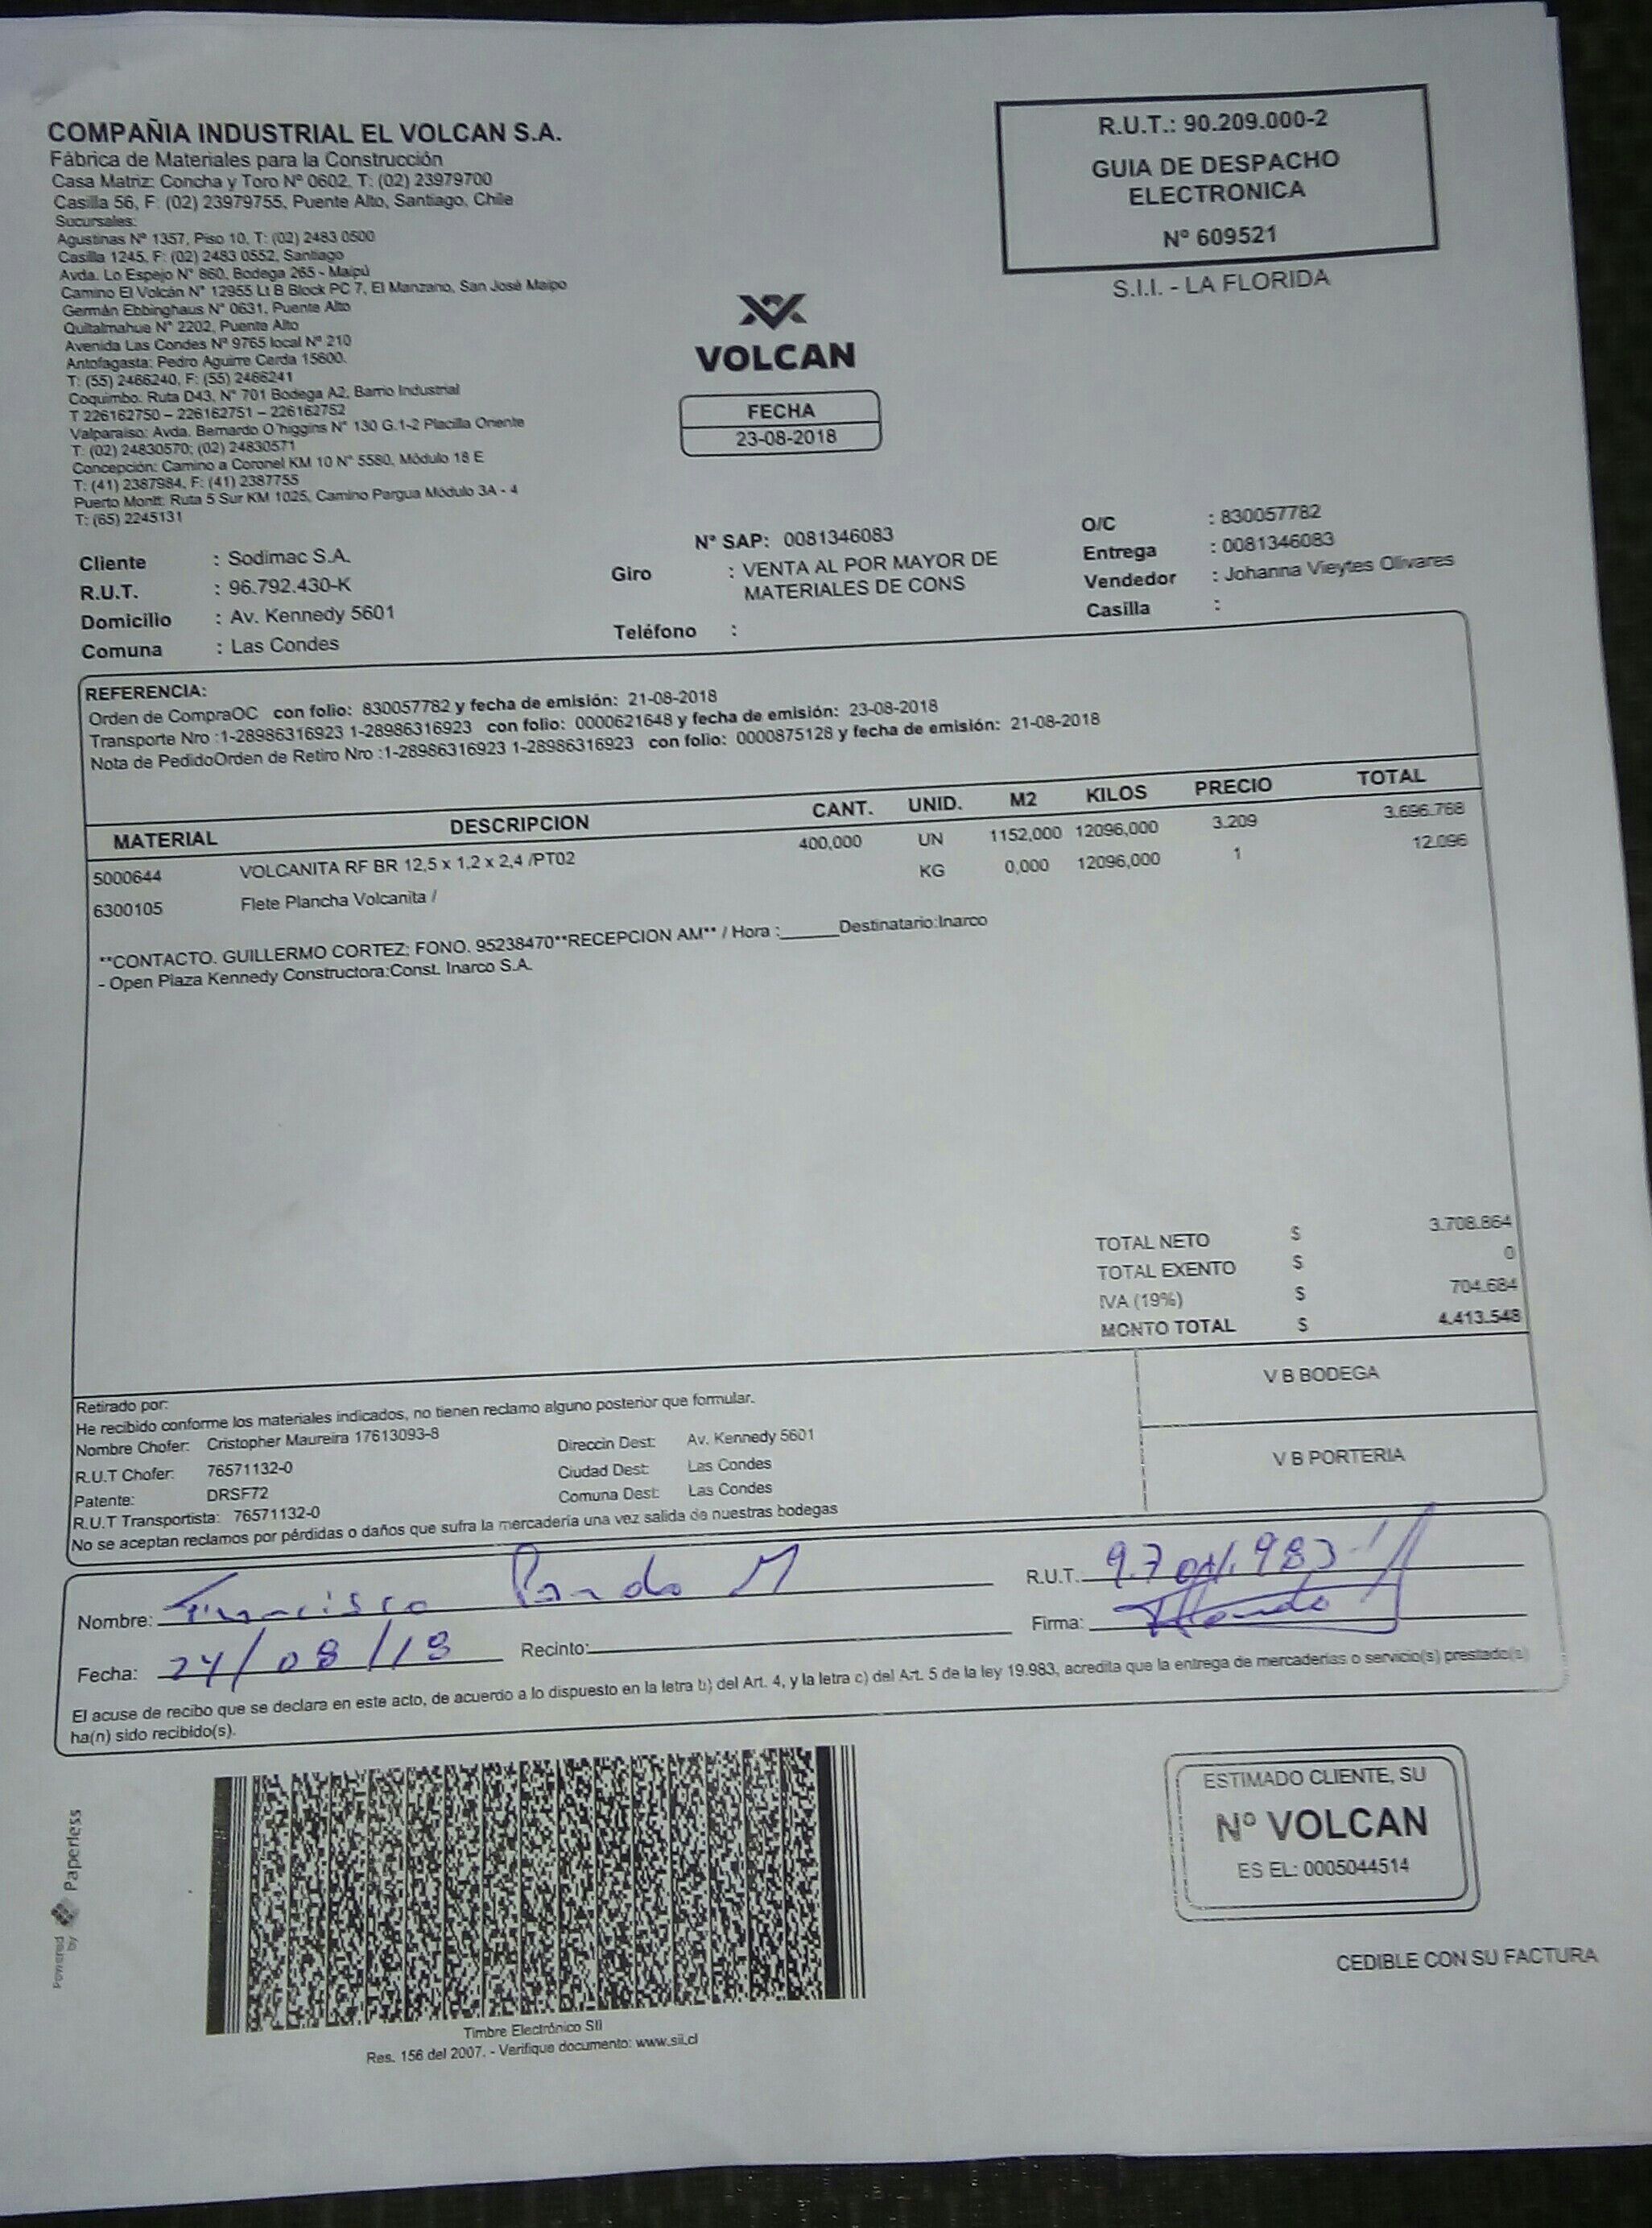 COMPAÑIA INDUSTRIAL EL VOLCAN S.A.
Fábrica de Materiales para la Construcción
Casa Matriz: Concha y Toro Nº 0602, T: (02) 23979700
Casilla 56, F: (02) 23979755, Puente Alto, Santiago, Chile
Sucursales:
Agustinas Nº 1357, Piso 10, T: (02) 2483 0500
Casilla 1245, F: (02) 2483 0552, Santiago
Avda. Lo Espejo N° 860, Bodega 265 - Maipú
Camino El Volcán N° 12955 Lt B Block PC 7, El Manzano, San José Maipo
Germán Ebbinghaus N° 0631, Puente Alto
Quitalmahue N° 2202, Puente Alto
Avenida Las Condes Nº 9765 local Nº 210
Antofagasta: Pedro Aguirre Cerda 15600.
T: (55) 2466240, F: (55) 2466241
Coquimbo: Ruta D43, N° 701 Bodega A2, Barrio Industrial
T 226162750 – 226162751 – 226162752
Valparaíso: Avda. Bernardo O'higgins N° 130 G.1-2 Placilla Oriente
T: (02) 24830570; (02) 24830571
Concepción: Camino a Coronel KM 10 N° 5580, Módulo 18 E
T: (41) 2387984, F: (41) 2387755
Puerto Montt: Ruta 5 Sur KM 1025, Camino Pargua Módulo 3A - 4
T: (65) 2245131
R.U.T.: 90.209.000-2
GUIA DE DESPACHO
ELECTRONICA
Nº 609521
S.I.I. - LA FLORIDA
VOLCAN
FECHA
23-08-2018
Cliente : Sodimac S.A.
R.U.T. : 96.792.430-K
Domicilio : Av. Kennedy 5601
Comuna : Las Condes
N° SAP: 0081346083
Giro : VENTA AL POR MAYOR DE
MATERIALES DE CONS
Teléfono :
O/C : 830057782
Entrega : 0081346083
Vendedor : Johanna Vieytes Olivares
Casilla :
REFERENCIA:
Orden de CompraOC con folio: 830057782 y fecha de emisión: 21-08-2018
Transporte Nro :1-28986316923 1-28986316923 con folio: 0000621648 y fecha de emisión: 23-08-2018
Nota de PedidoOrden de Retiro Nro :1-28986316923 1-28986316923 con folio: 0000875128 y fecha de emisión: 21-08-2018
MATERIAL DESCRIPCION CANT. UNID. M2 KILOS PRECIO TOTAL
5000644 VOLCANITA RF BR 12,5 x 1,2 x 2,4 /PT02 400,000 UN 1152,000 12096,000 3.209 3.696.768
6300105 Flete Plancha Volcanita / KG 0,000 12096,000 1 12.096
**CONTACTO. GUILLERMO CORTEZ; FONO. 95238470**RECEPCION AM** / Hora :______Destinatario:Inarco
- Open Plaza Kennedy Constructora:Const. Inarco S.A.
TOTAL NETO $ 3.708.864
TOTAL EXENTO $ 0
IVA (19%) $ 704.684
MONTO TOTAL $ 4.413.548
Retirado por:
He recibido conforme los materiales indicados, no tienen reclamo alguno posterior que formular.
Nombre Chofer: Cristopher Maureira 17613093-8
R.U.T Chofer: 76571132-0
Patente: DRSF72
R.U.T Transportista: 76571132-0
Direccin Dest: Av. Kennedy 5601
Ciudad Dest: Las Condes
Comuna Dest: Las Condes
No se aceptan reclamos por pérdidas o daños que sufra la mercadería una vez salida de nuestras bodegas
V B BODEGA
V B PORTERIA
Nombre: Francisco Pando M
R.U.T.
Fecha: 24/08/18
Recinto:
Firma:
El acuse de recibo que se declara en este acto, de acuerdo a lo dispuesto en la letra b) del Art. 4, y la letra c) del Art. 5 de la ley 19.983, acredita que la entrega de mercaderías o servicio(s) prestado(s)
ha(n) sido recibido(s).
Powered by Paperless
Timbre Electrónico SII
Res. 156 del 2007. - Verifique documento: www.sii.cl
ESTIMADO CLIENTE, SU
Nº VOLCAN
ES EL: 0005044514
CEDIBLE CON SU FACTURA